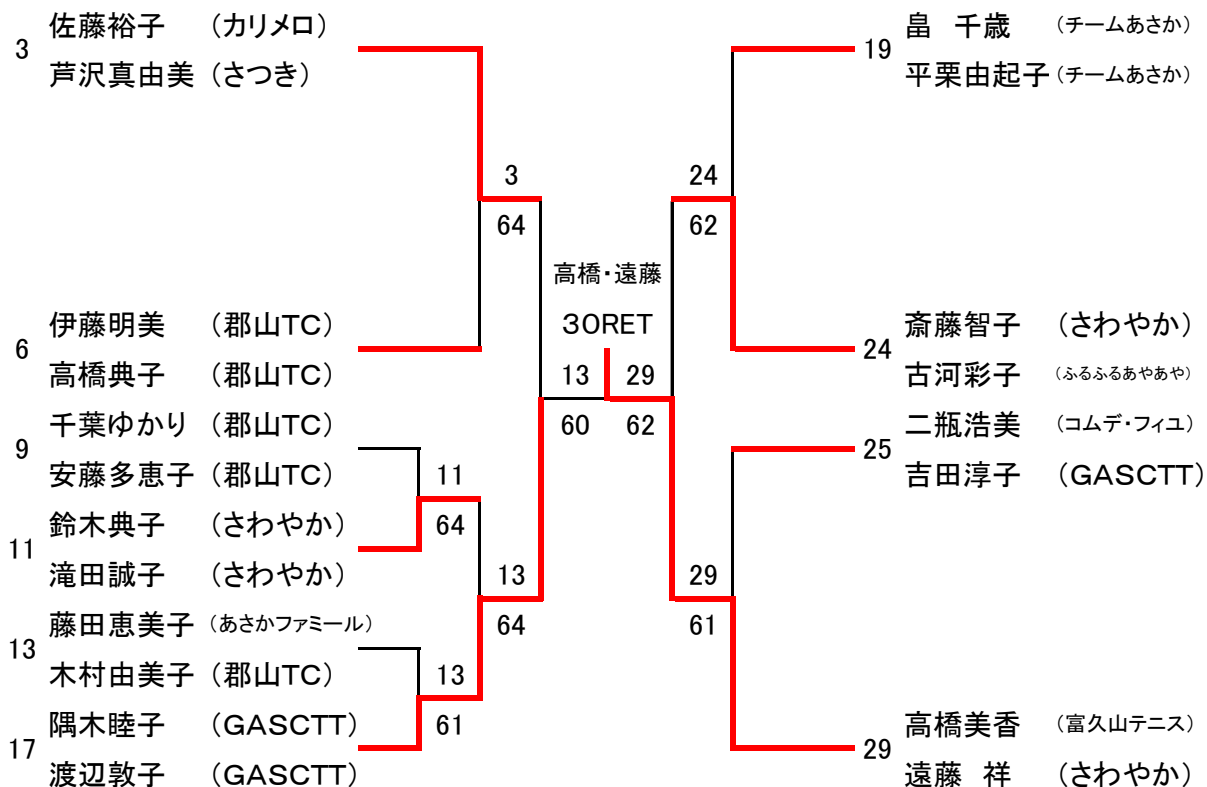 佐藤裕子 (カリメロ)
3
芦沢真由美 (さつき)
3
64
伊藤明美 (郡山TC)
6
高橋典子 (郡山TC)
千葉ゆかり (郡山TC)
9
安藤多恵子 (郡山TC)
11
64
鈴木典子 (さわやか)
11
滝田誠子 (さわやか)
13
64
藤田恵美子 (あさかファミール)
13
木村由美子 (郡山TC)
13
61
隅木睦子 (GASCTT)
17
渡辺敦子 (GASCTT)
高橋・遠藤
30RET
13 29
60 62
畠 千歳 (チームあさか)
19
平栗由起子 (チームあさか)
24
62
斎藤智子 (さわやか)
24
古河彩子 (ふるふるあやあや)
二瓶浩美 (コムデ・フィユ)
25
吉田淳子 (GASCTT)
29
61
高橋美香 (富久山テニス)
29
遠藤 祥 (さわやか)